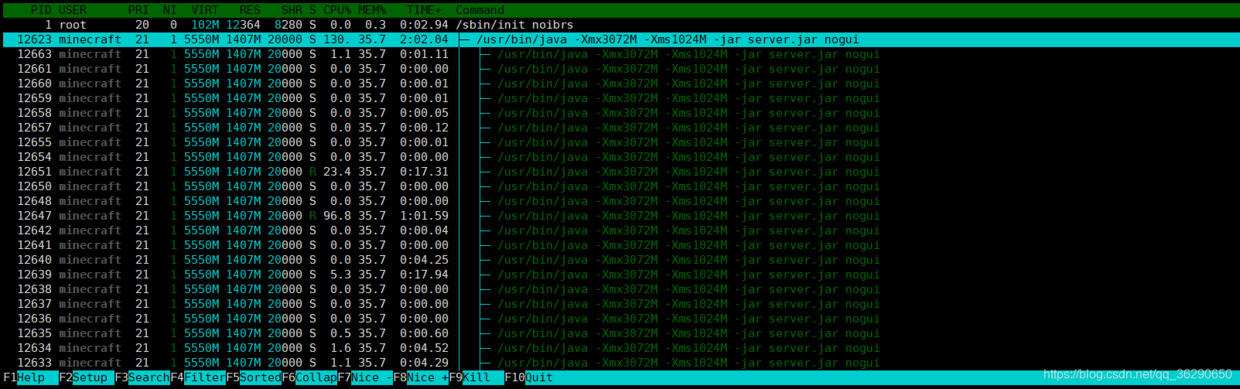 PID USER PRI NI VIRT RES SHR S CPU% MEM% TIME+ Command
1 root 20 0 102M 12364 8280 S 0.0 0.3 0:02.94 /sbin/init noibrs
12623 minecraft 21 1 5550M 1407M 20000 S 130. 35.7 2:02.04 ├─ /usr/bin/java -Xmx3072M -Xms1024M -jar server.jar nogui
12663 minecraft 21 1 5550M 1407M 20000 S 1.1 35.7 0:01.11 │ ├─ /usr/bin/java -Xmx3072M -Xms1024M -jar server.jar nogui
12661 minecraft 21 1 5550M 1407M 20000 S 0.0 35.7 0:00.00 │ ├─ /usr/bin/java -Xmx3072M -Xms1024M -jar server.jar nogui
12660 minecraft 21 1 5550M 1407M 20000 S 0.0 35.7 0:00.01 │ ├─ /usr/bin/java -Xmx3072M -Xms1024M -jar server.jar nogui
12659 minecraft 21 1 5550M 1407M 20000 S 0.0 35.7 0:00.01 │ ├─ /usr/bin/java -Xmx3072M -Xms1024M -jar server.jar nogui
12658 minecraft 21 1 5550M 1407M 20000 S 0.0 35.7 0:00.05 │ ├─ /usr/bin/java -Xmx3072M -Xms1024M -jar server.jar nogui
12657 minecraft 21 1 5550M 1407M 20000 S 0.0 35.7 0:00.12 │ ├─ /usr/bin/java -Xmx3072M -Xms1024M -jar server.jar nogui
12655 minecraft 21 1 5550M 1407M 20000 S 0.0 35.7 0:00.01 │ ├─ /usr/bin/java -Xmx3072M -Xms1024M -jar server.jar nogui
12654 minecraft 21 1 5550M 1407M 20000 S 0.0 35.7 0:00.00 │ ├─ /usr/bin/java -Xmx3072M -Xms1024M -jar server.jar nogui
12651 minecraft 21 1 5550M 1407M 20000 R 23.4 35.7 0:17.31 │ ├─ /usr/bin/java -Xmx3072M -Xms1024M -jar server.jar nogui
12650 minecraft 21 1 5550M 1407M 20000 S 0.0 35.7 0:00.00 │ ├─ /usr/bin/java -Xmx3072M -Xms1024M -jar server.jar nogui
12648 minecraft 21 1 5550M 1407M 20000 S 0.0 35.7 0:00.00 │ ├─ /usr/bin/java -Xmx3072M -Xms1024M -jar server.jar nogui
12647 minecraft 21 1 5550M 1407M 20000 R 96.8 35.7 1:01.59 │ ├─ /usr/bin/java -Xmx3072M -Xms1024M -jar server.jar nogui
12642 minecraft 21 1 5550M 1407M 20000 S 0.0 35.7 0:00.04 │ ├─ /usr/bin/java -Xmx3072M -Xms1024M -jar server.jar nogui
12641 minecraft 21 1 5550M 1407M 20000 S 0.0 35.7 0:00.00 │ ├─ /usr/bin/java -Xmx3072M -Xms1024M -jar server.jar nogui
12640 minecraft 21 1 5550M 1407M 20000 S 0.0 35.7 0:04.25 │ ├─ /usr/bin/java -Xmx3072M -Xms1024M -jar server.jar nogui
12639 minecraft 21 1 5550M 1407M 20000 S 5.3 35.7 0:17.94 │ ├─ /usr/bin/java -Xmx3072M -Xms1024M -jar server.jar nogui
12638 minecraft 21 1 5550M 1407M 20000 S 0.0 35.7 0:00.00 │ ├─ /usr/bin/java -Xmx3072M -Xms1024M -jar server.jar nogui
12637 minecraft 21 1 5550M 1407M 20000 S 0.0 35.7 0:00.00 │ ├─ /usr/bin/java -Xmx3072M -Xms1024M -jar server.jar nogui
12636 minecraft 21 1 5550M 1407M 20000 S 0.0 35.7 0:00.00 │ ├─ /usr/bin/java -Xmx3072M -Xms1024M -jar server.jar nogui
12635 minecraft 21 1 5550M 1407M 20000 S 0.5 35.7 0:00.60 │ ├─ /usr/bin/java -Xmx3072M -Xms1024M -jar server.jar nogui
12634 minecraft 21 1 5550M 1407M 20000 S 1.6 35.7 0:04.52 │ ├─ /usr/bin/java -Xmx3072M -Xms1024M -jar server.jar nogui
12633 minecraft 21 1 5550M 1407M 20000 S 1.1 35.7 0:04.29 │ ├─ /usr/bin/java -Xmx3072M -Xms1024M -jar server.jar nogui
F1Help F2Setup F3SearchF4FilterF5SortedF6CollapF7Nice -F8Nice +F9Kill F10Quit
https://blog.csdn.net/qq_36290650